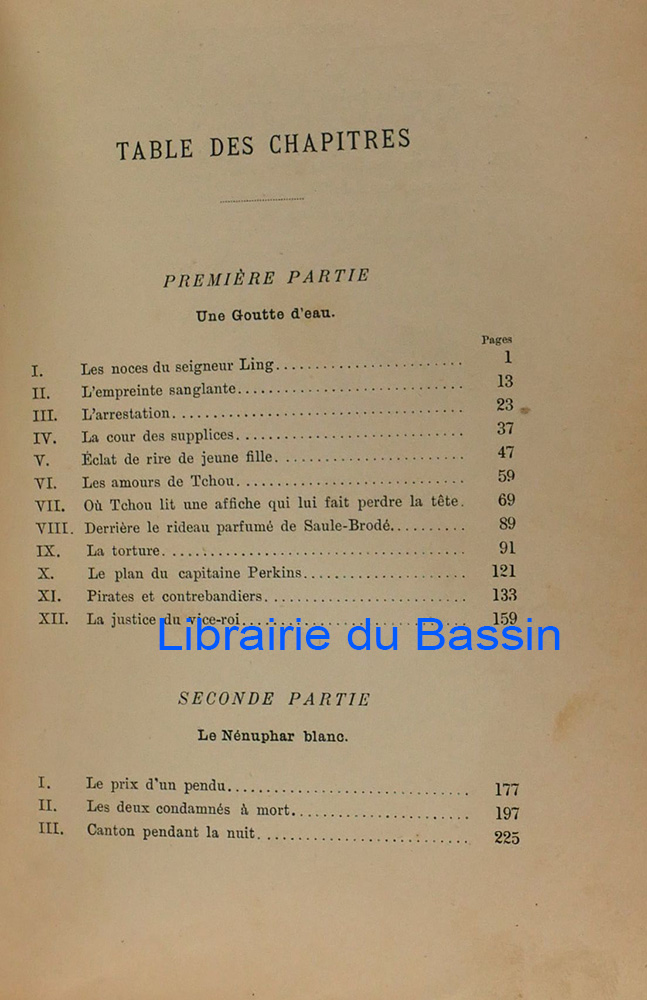 TABLE DES CHAPITRES
PREMIÈRE PARTIE
Une Goutte d'eau.
Pages
I. Les noces du seigneur Ling........................ 1
II. L'empreinte sanglante............................. 13
III. L'arrestation..................................... 23
IV. La cour des supplices............................. 37
V. Éclat de rire de jeune fille........................ 47
VI. Les amours de Tchou............................. 59
VII. Où Tchou lit une affiche qui lui fait perdre la tête. 69
VIII. Derrière le rideau parfumé de Saule-Brodé.......... 89
IX. La torture....................................... 91
X. Le plan du capitaine Perkins..................... 121
XI. Pirates et contrebandiers.......................... 133
XII. La justice du vice-roi............................. 159
Librairie du Bassin
SECONDE PARTIE
Le Nénuphar blanc.
I. Le prix d'un pendu............................... 177
II. Les deux condamnés à mort....................... 197
III. Canton pendant la nuit........................... 225